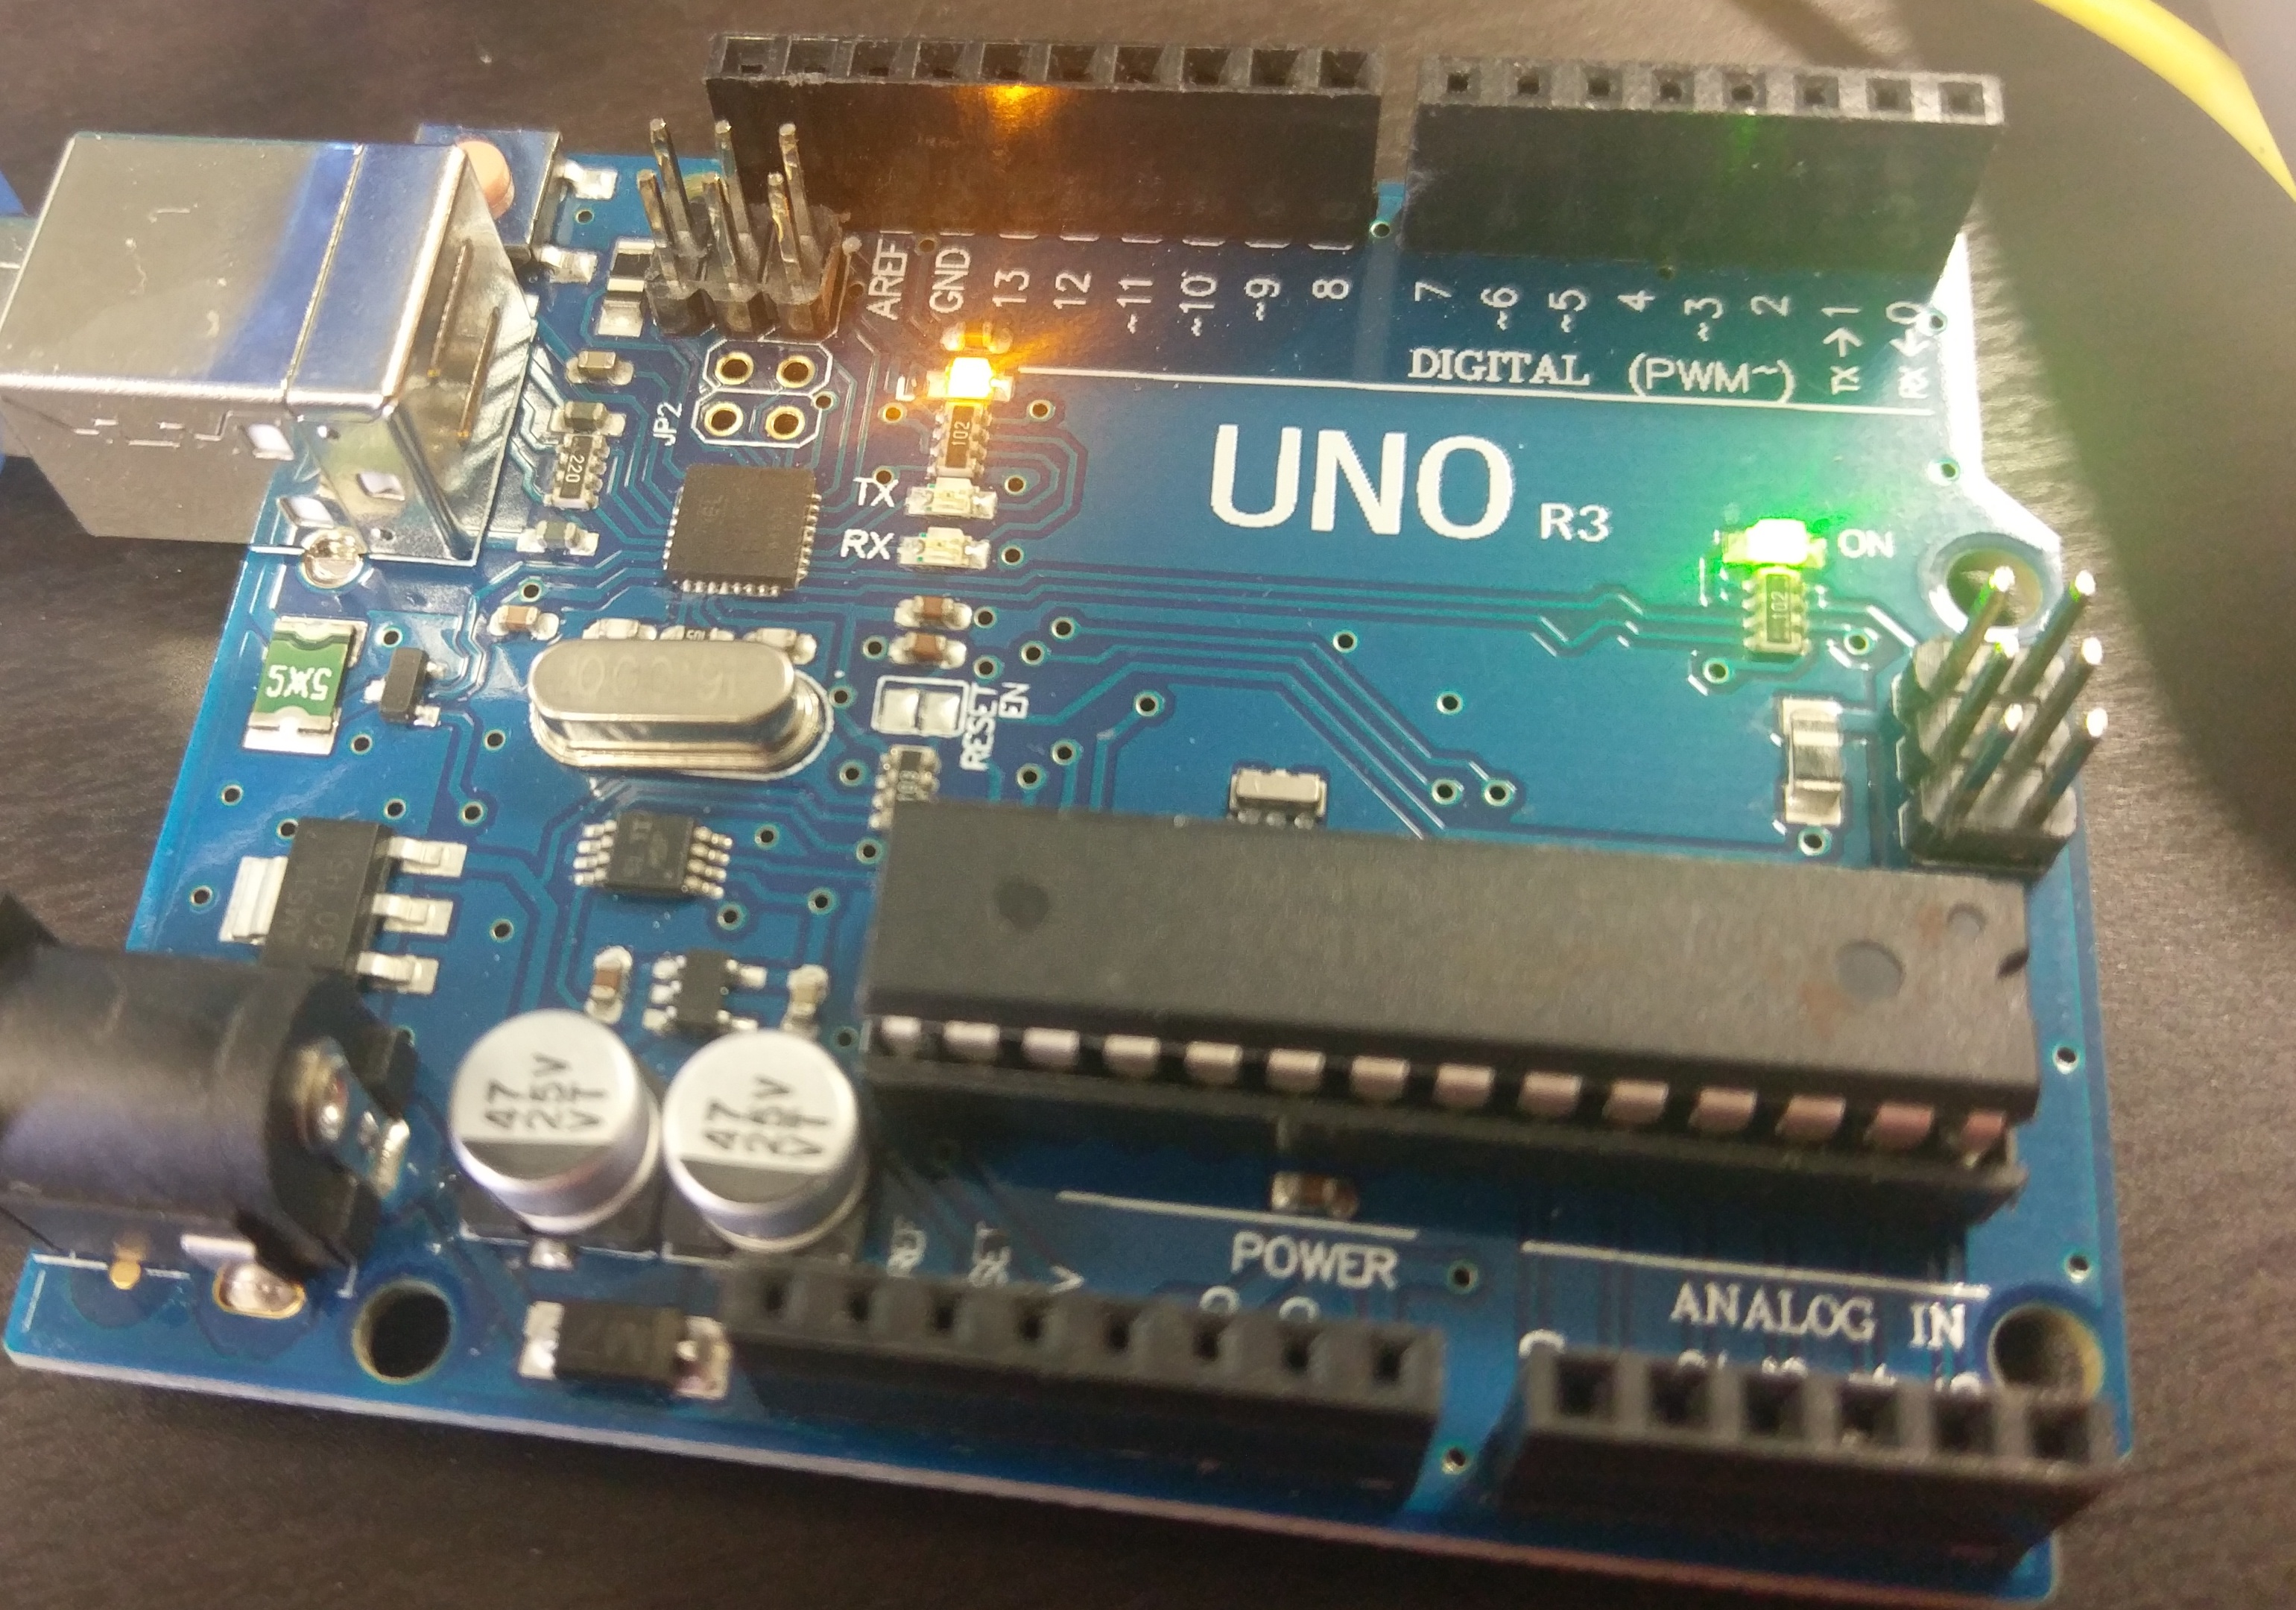 AREF
GND
13
12
~11
~10
~9
8
7
~6
~5
4
~3
2
TX→1
RX←0
DIGITAL (PWM~)
L
JP2
102
220
TX
RX
UNO R3
ON
102
RESET
EN
47
25V
VT
47
25V
VT
POWER
ANALOG IN